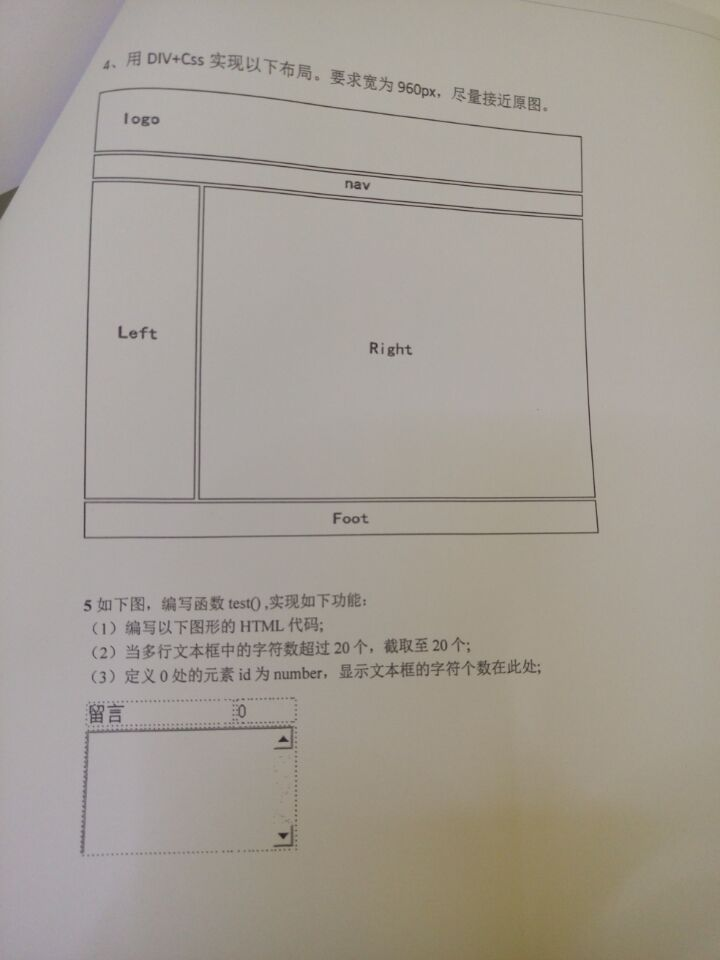 4、用 DIV+Css 实现以下布局。要求宽为 960px，尽量接近原图。
logo
nav
Left
Right
Foot
5 如下图，编写函数 test() ,实现如下功能：
（1）编写以下图形的 HTML 代码;
（2）当多行文本框中的字符数超过 20 个，截取至 20 个;
（3）定义 0 处的元素 id 为 number，显示文本框的字符个数在此处;
留言 0